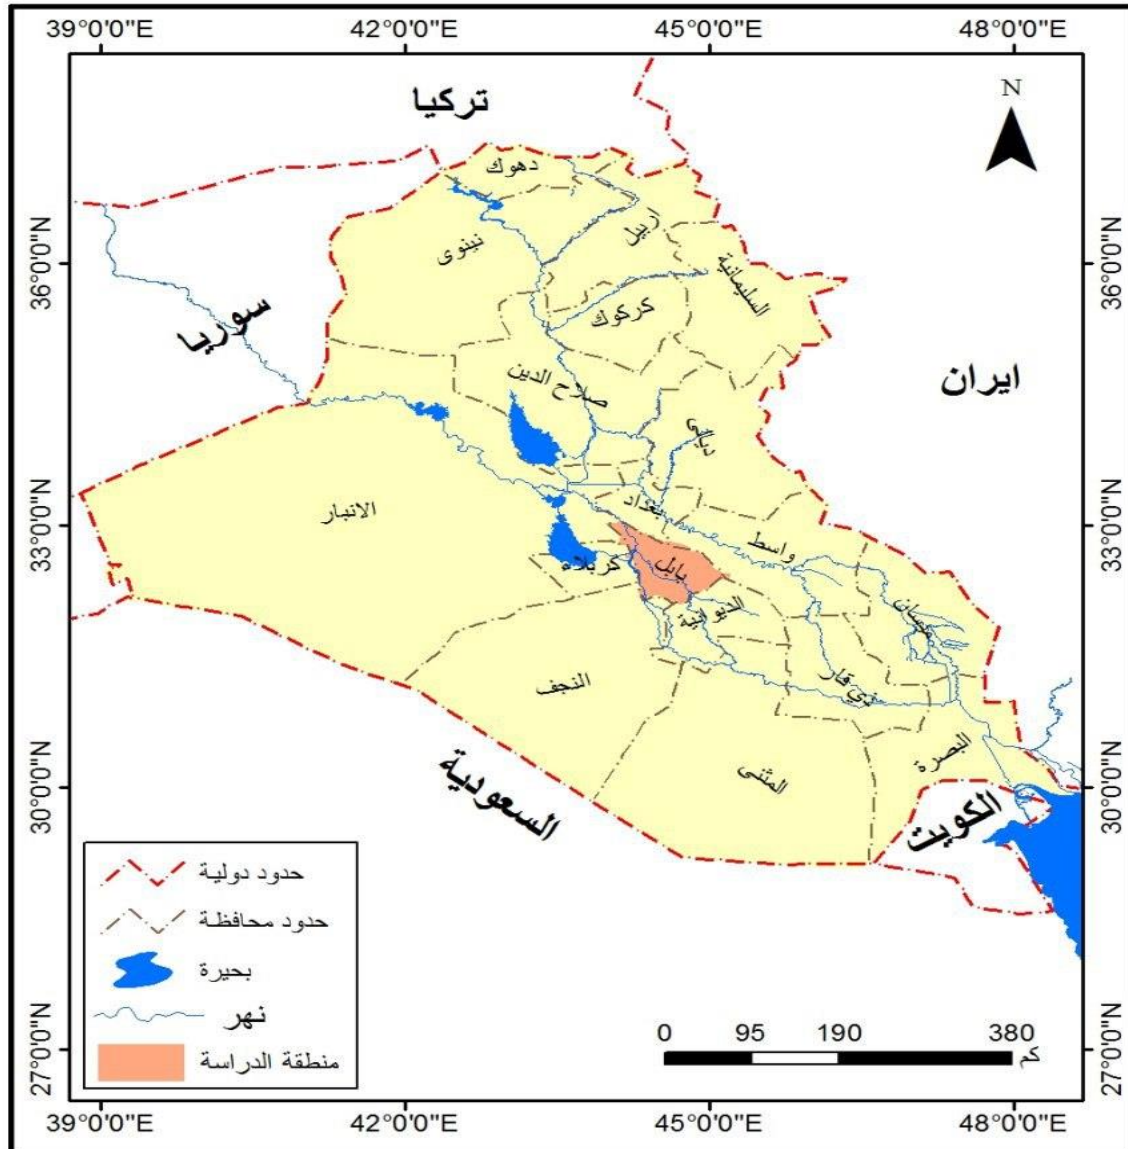 39°0'0"E 42°0'0"E 45°0'0"E 48°0'0"E
N
تركيا
دهوك
اربيل
نينوى
السليمانية
كركوك
سوريا
ايران
صلاح الدين
ديالى
الانبار
بغداد
واسط
كربلاء
بابل
الديوانية
ميسان
النجف
ذي قار
البصرة
المثنى
السعودية
الكويت
36°0'0"N
33°0'0"N
30°0'0"N
27°0'0"N
36°0'0"N
33°0'0"N
30°0'0"N
27°0'0"N
حدود دولية
حدود محافظة
بحيرة
نهر
منطقة الدراسة
0 95 190 380
كم
39°0'0"E 42°0'0"E 45°0'0"E 48°0'0"E